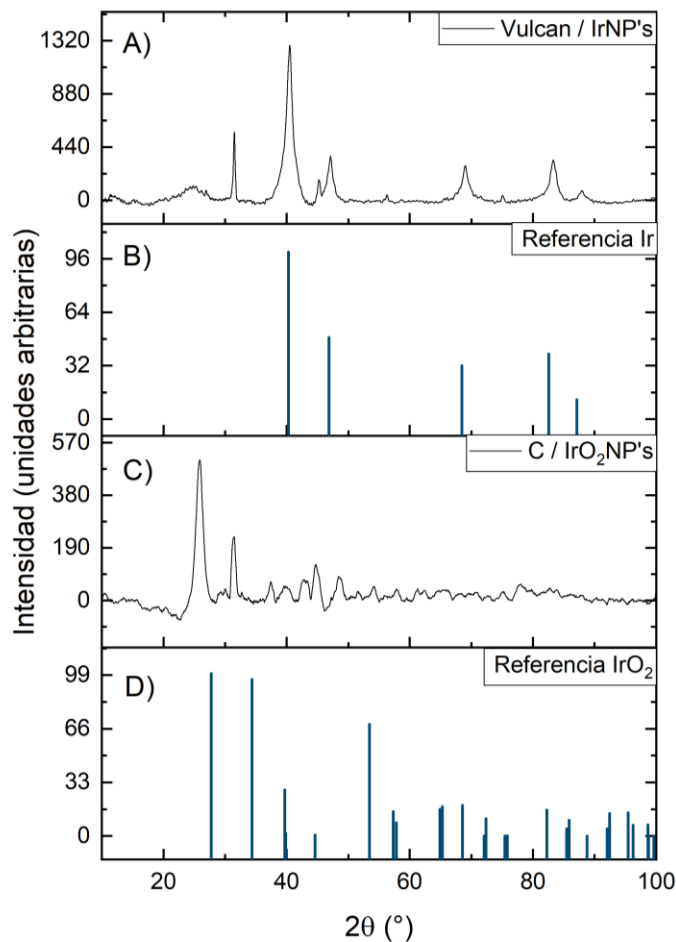 A)
Vulcan / IrNP's
1320
880
440
0
B)
Referencia Ir
96
64
32
0
C)
C / IrO₂NP's
570
380
190
0
D)
Referencia IrO₂
99
66
33
0
20 40 60 80 100
2θ (°)
Intensidad (unidades arbitrarias)